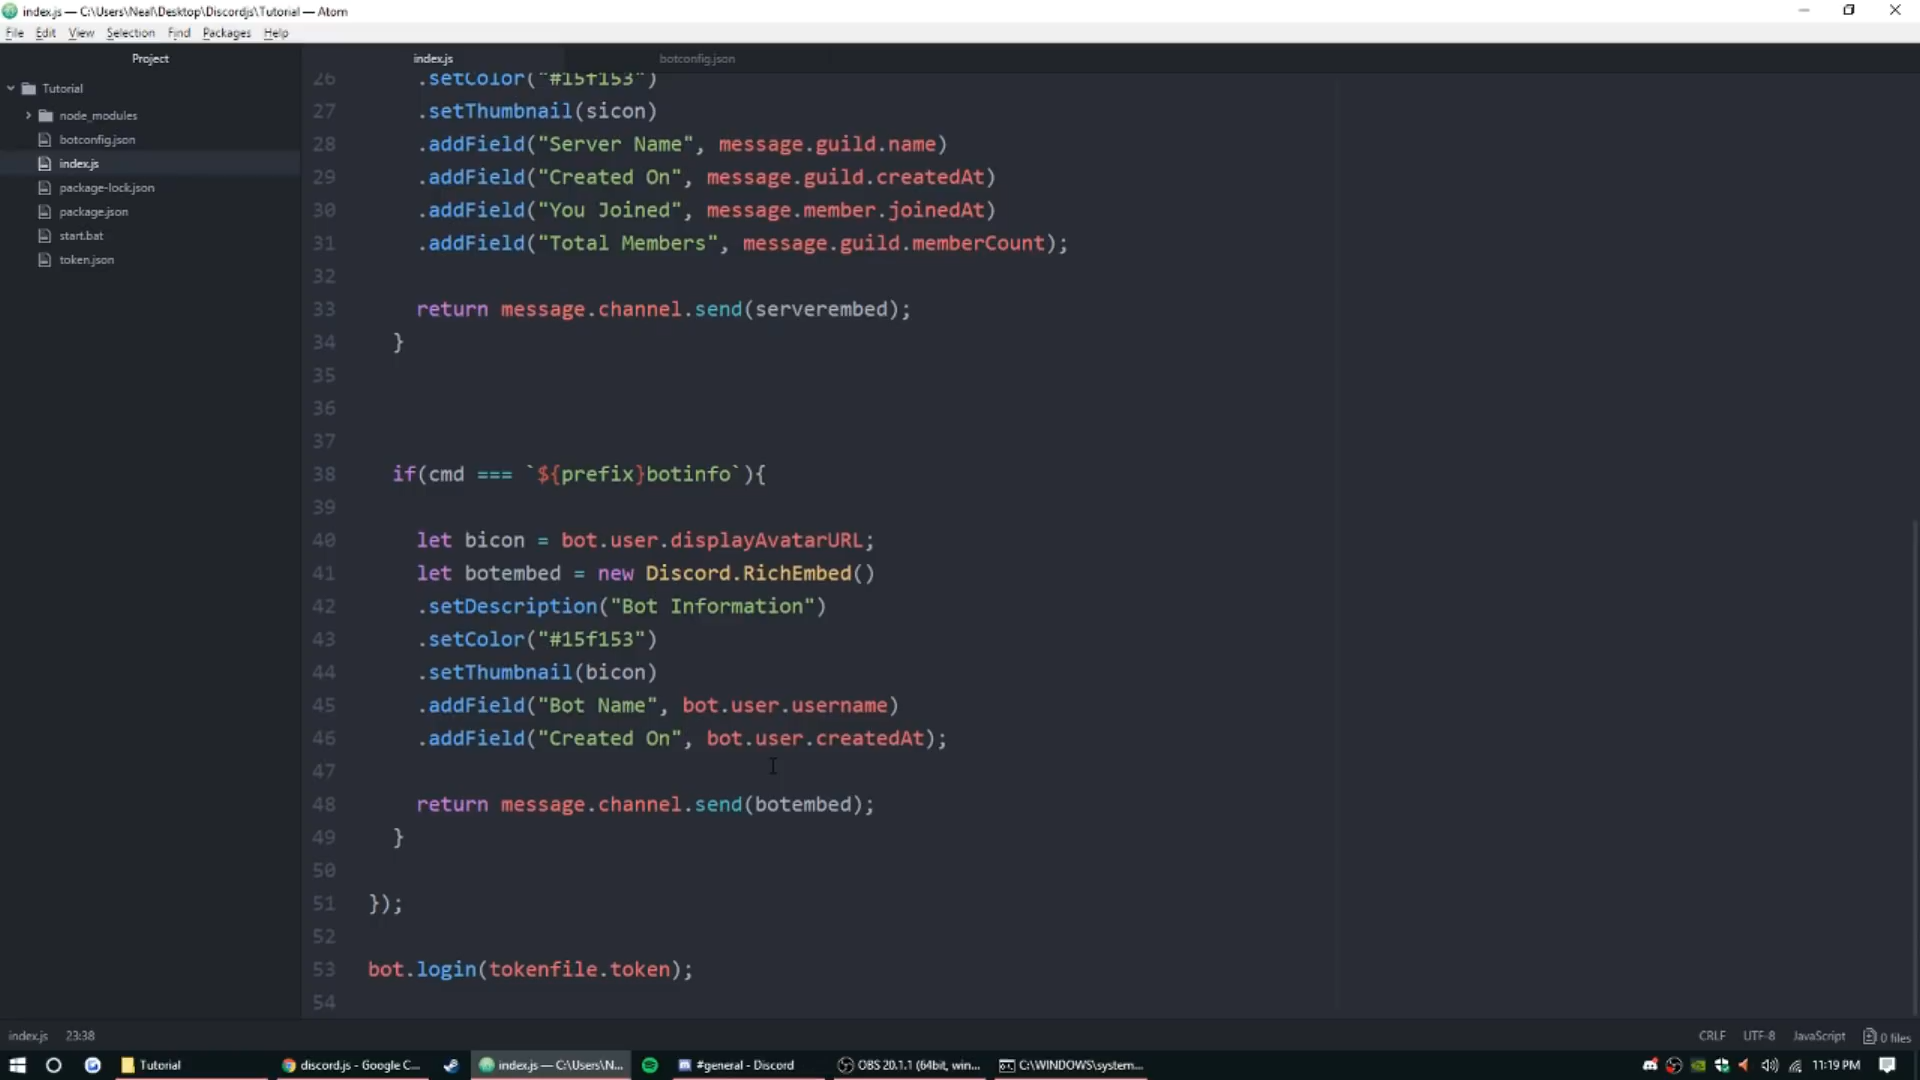 index.js — C:\Users\Neal\Desktop\Discordjs\Tutorial — Atom
File Edit View Selection Find Packages Help
Project
Tutorial
node_modules
botconfig.json
index.js
package-lock.json
package.json
start.bat
token.json
index.js botconfig.json
26 .setColor("#15f153")
27 .setThumbnail(sicon)
28 .addField("Server Name", message.guild.name)
29 .addField("Created On", message.guild.createdAt)
30 .addField("You Joined", message.member.joinedAt)
31 .addField("Total Members", message.guild.memberCount);
32
33 return message.channel.send(serverembed);
34 }
35
36
37
38 if(cmd === `${prefix}botinfo`){
39
40 let bicon = bot.user.displayAvatarURL;
41 let botembed = new Discord.RichEmbed()
42 .setDescription("Bot Information")
43 .setColor("#15f153")
44 .setThumbnail(bicon)
45 .addField("Bot Name", bot.user.username)
46 .addField("Created On", bot.user.createdAt);
47
48 return message.channel.send(botembed);
49 }
50
51 });
52
53 bot.login(tokenfile.token);
54
index.js 23:38 CRLF UTF-8 JavaScript 0 files
Tutorial discord.js - Google C... index.js — C:\Users\N... #general - Discord OBS 20.1.1 (64bit, win... C:\WINDOWS\system... 11:19 PM